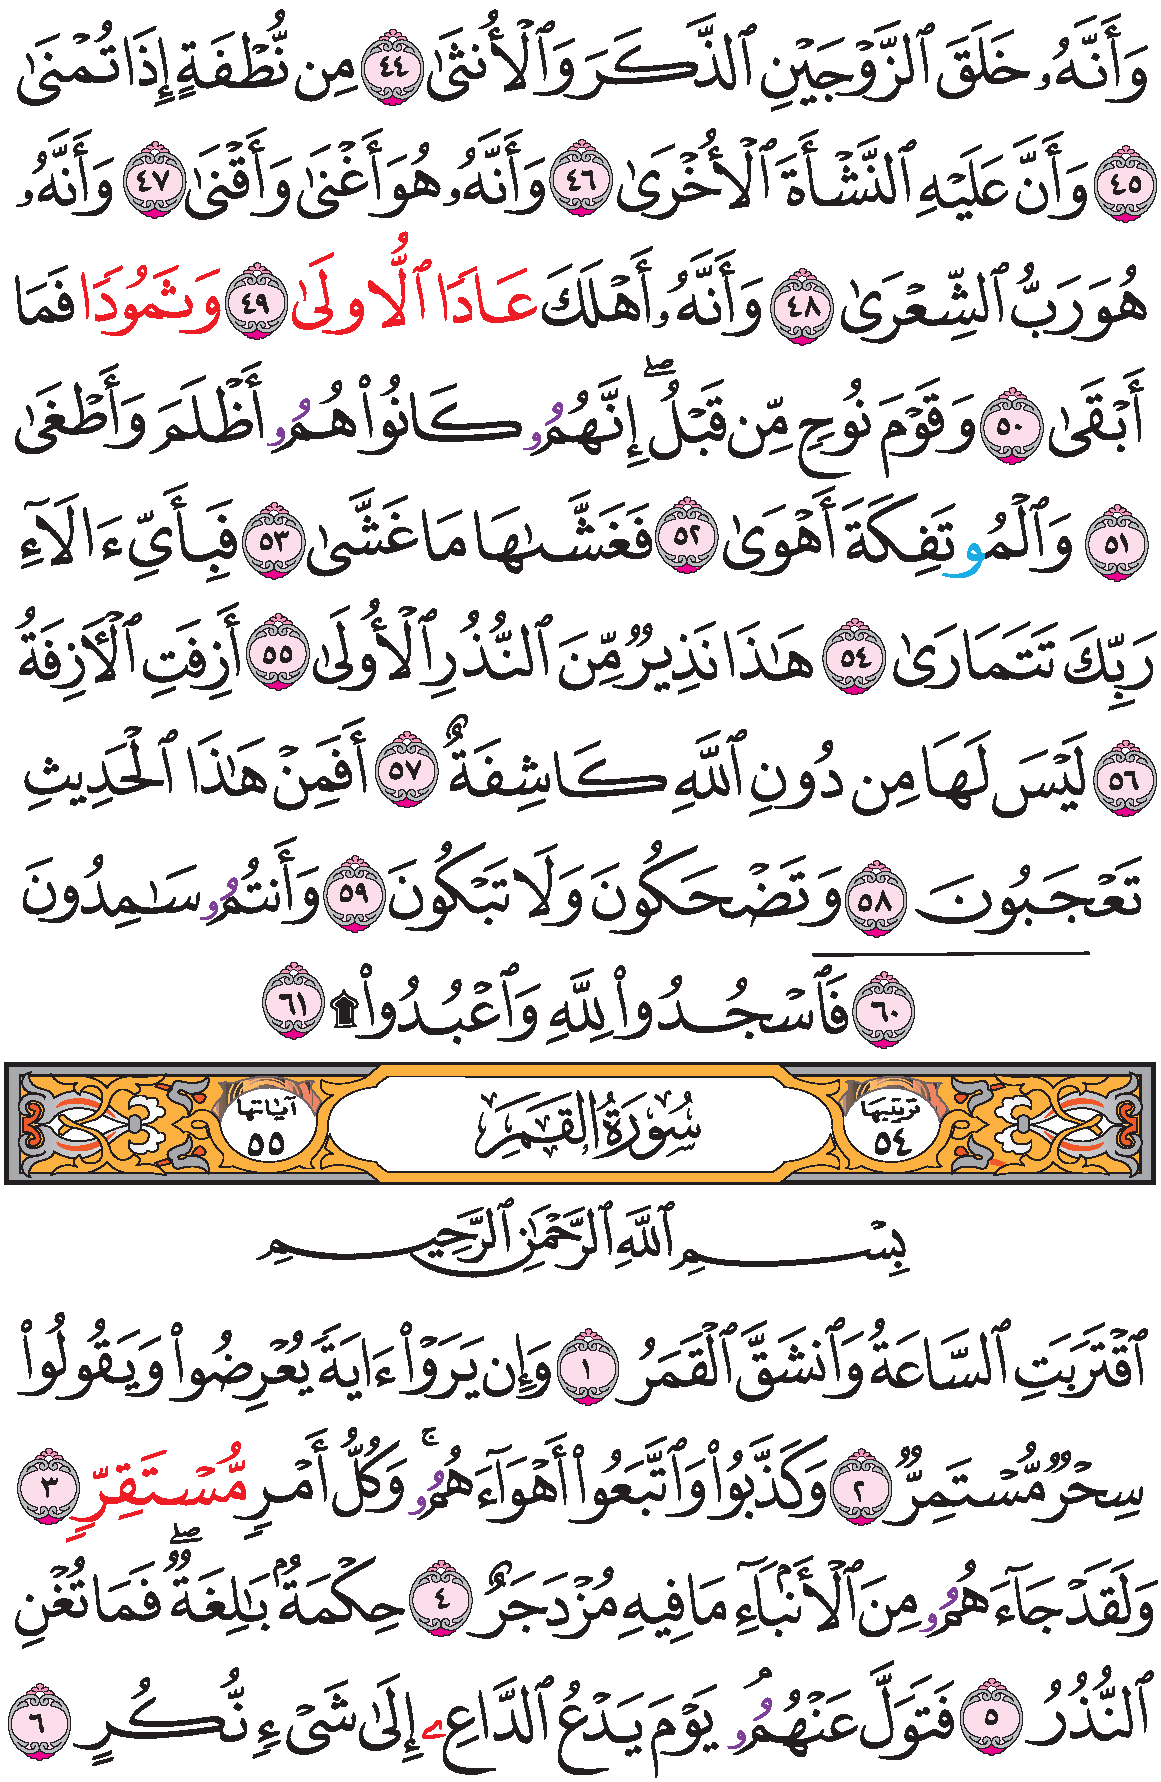 وَأَنَّهُۥ خَلَقَ ٱلزَّوْجَيْنِ ٱلذَّكَرَ وَٱلْأُنثَىٰ ٤٤ مِن نُّطْفَةٍ إِذَا تُمْنَىٰ
٤٥ وَأَنَّ عَلَيْهِ ٱلنَّشْأَةَ ٱلْأُخْرَىٰ ٤٦ وَأَنَّهُۥ هُوَ أَغْنَىٰ وَأَقْنَىٰ ٤٧ وَأَنَّهُۥ
هُوَ رَبُّ ٱلشِّعْرَىٰ ٤٨ وَأَنَّهُۥ أَهْلَكَ عَادَا ٱلُّاولَىٰ ٤٩ وَثَمُودَا فَمَا
أَبْقَىٰ ٥٠ وَقَوْمَ نُوحٍ مِّن قَبْلُۖ إِنَّهُمُۥ كَانُوا۟ هُمُۥ أَظْلَمَ وَأَطْغَىٰ
٥١ وَٱلْمُوتَفِكَةَ أَهْوَىٰ ٥٢ فَغَشَّىٰهَا مَا غَشَّىٰ ٥٣ فَبِأَيِّ ءَالَآءِ
رَبِّكَ تَتَمَارَىٰ ٥٤ هَٰذَا نَذِيرٌ مِّنَ ٱلنُّذُرِ ٱلْأُولَىٰ ٥٥ أَزِفَتِ ٱلْأَزِفَةُ
٥٦ لَيْسَ لَهَا مِن دُونِ ٱللَّهِ كَاشِفَةٌ ٥٧ أَفَمِنْ هَٰذَا ٱلْحَدِيثِ
تَعْجَبُونَ ٥٨ وَتَضْحَكُونَ وَلَا تَبْكُونَ ٥٩ وَأَنتُمُۥ سَٰمِدُونَ
٦٠ فَٱسْجُدُوا۟ لِلَّهِ وَٱعْبُدُوا۟ ۩ ٦١
ترتيبها ٥٤ سُورَةُ الْقَمَرِ آياتها ٥٥
بِسْمِ ٱللَّهِ ٱلرَّحْمَٰنِ ٱلرَّحِيمِ
ٱقْتَرَبَتِ ٱلسَّاعَةُ وَٱنشَقَّ ٱلْقَمَرُ ١ وَإِن يَرَوْا۟ ءَايَةً يُعْرِضُوا۟ وَيَقُولُوا۟
سِحْرٌ مُّسْتَمِرٌّ ٢ وَكَذَّبُوا۟ وَٱتَّبَعُوٓا۟ أَهْوَآءَهُمُۥۚ وَكُلُّ أَمْرٍ مُّسْتَقِرٍّ ٣
وَلَقَدْ جَآءَهُمُۥ مِنَ ٱلْأَنۢبَآءِ مَا فِيهِ مُزْدَجَرٌ ٤ حِكْمَةٌۢ بَٰلِغَةٌۖ فَمَا تُغْنِ
ٱلنُّذُرُ ٥ فَتَوَلَّ عَنْهُمُۥۘ يَوْمَ يَدْعُ ٱلدَّاعِۦ إِلَىٰ شَيْءٍ نُّكُرٍ ٦